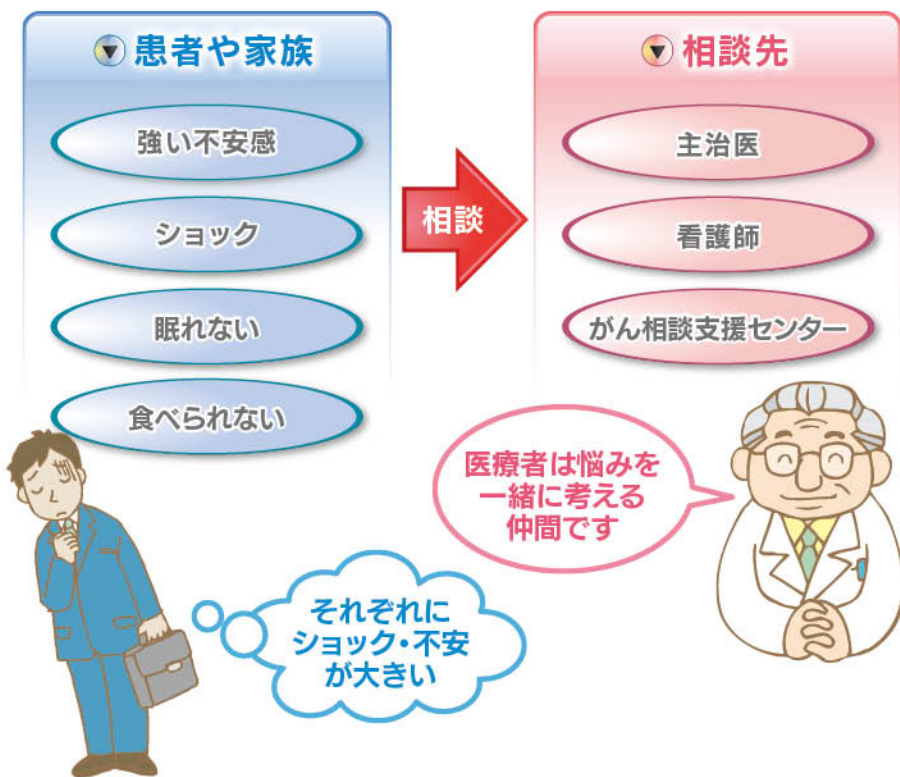 患者や家族
強い不安感
ショック
眠れない
食べられない
相談
相談先
主治医
看護師
がん相談支援センター
医療者は悩みを
一緒に考える
仲間です
それぞれに
ショック・不安
が大きい